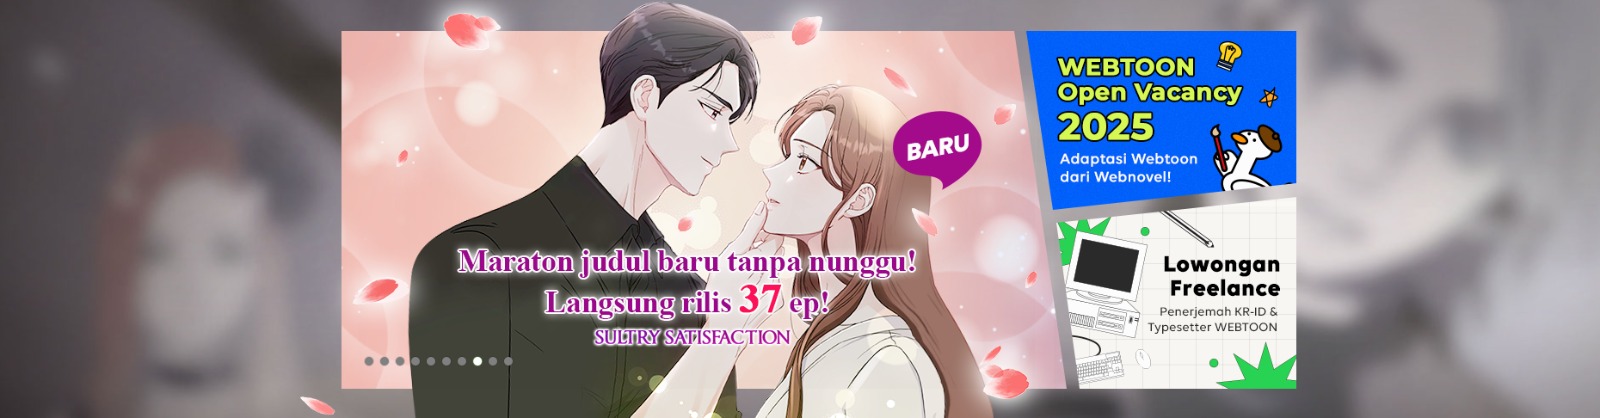 BARU
Maraton judul baru tanpa nunggu!
Langsung rilis 37 ep!
SULTRY SATISFACTION
WEBTOON
Open Vacancy
2025
Adaptasi Webtoon
dari Webnovel!
Lowongan
Freelance
Penerjemah KR-ID &
Typesetter WEBTOON